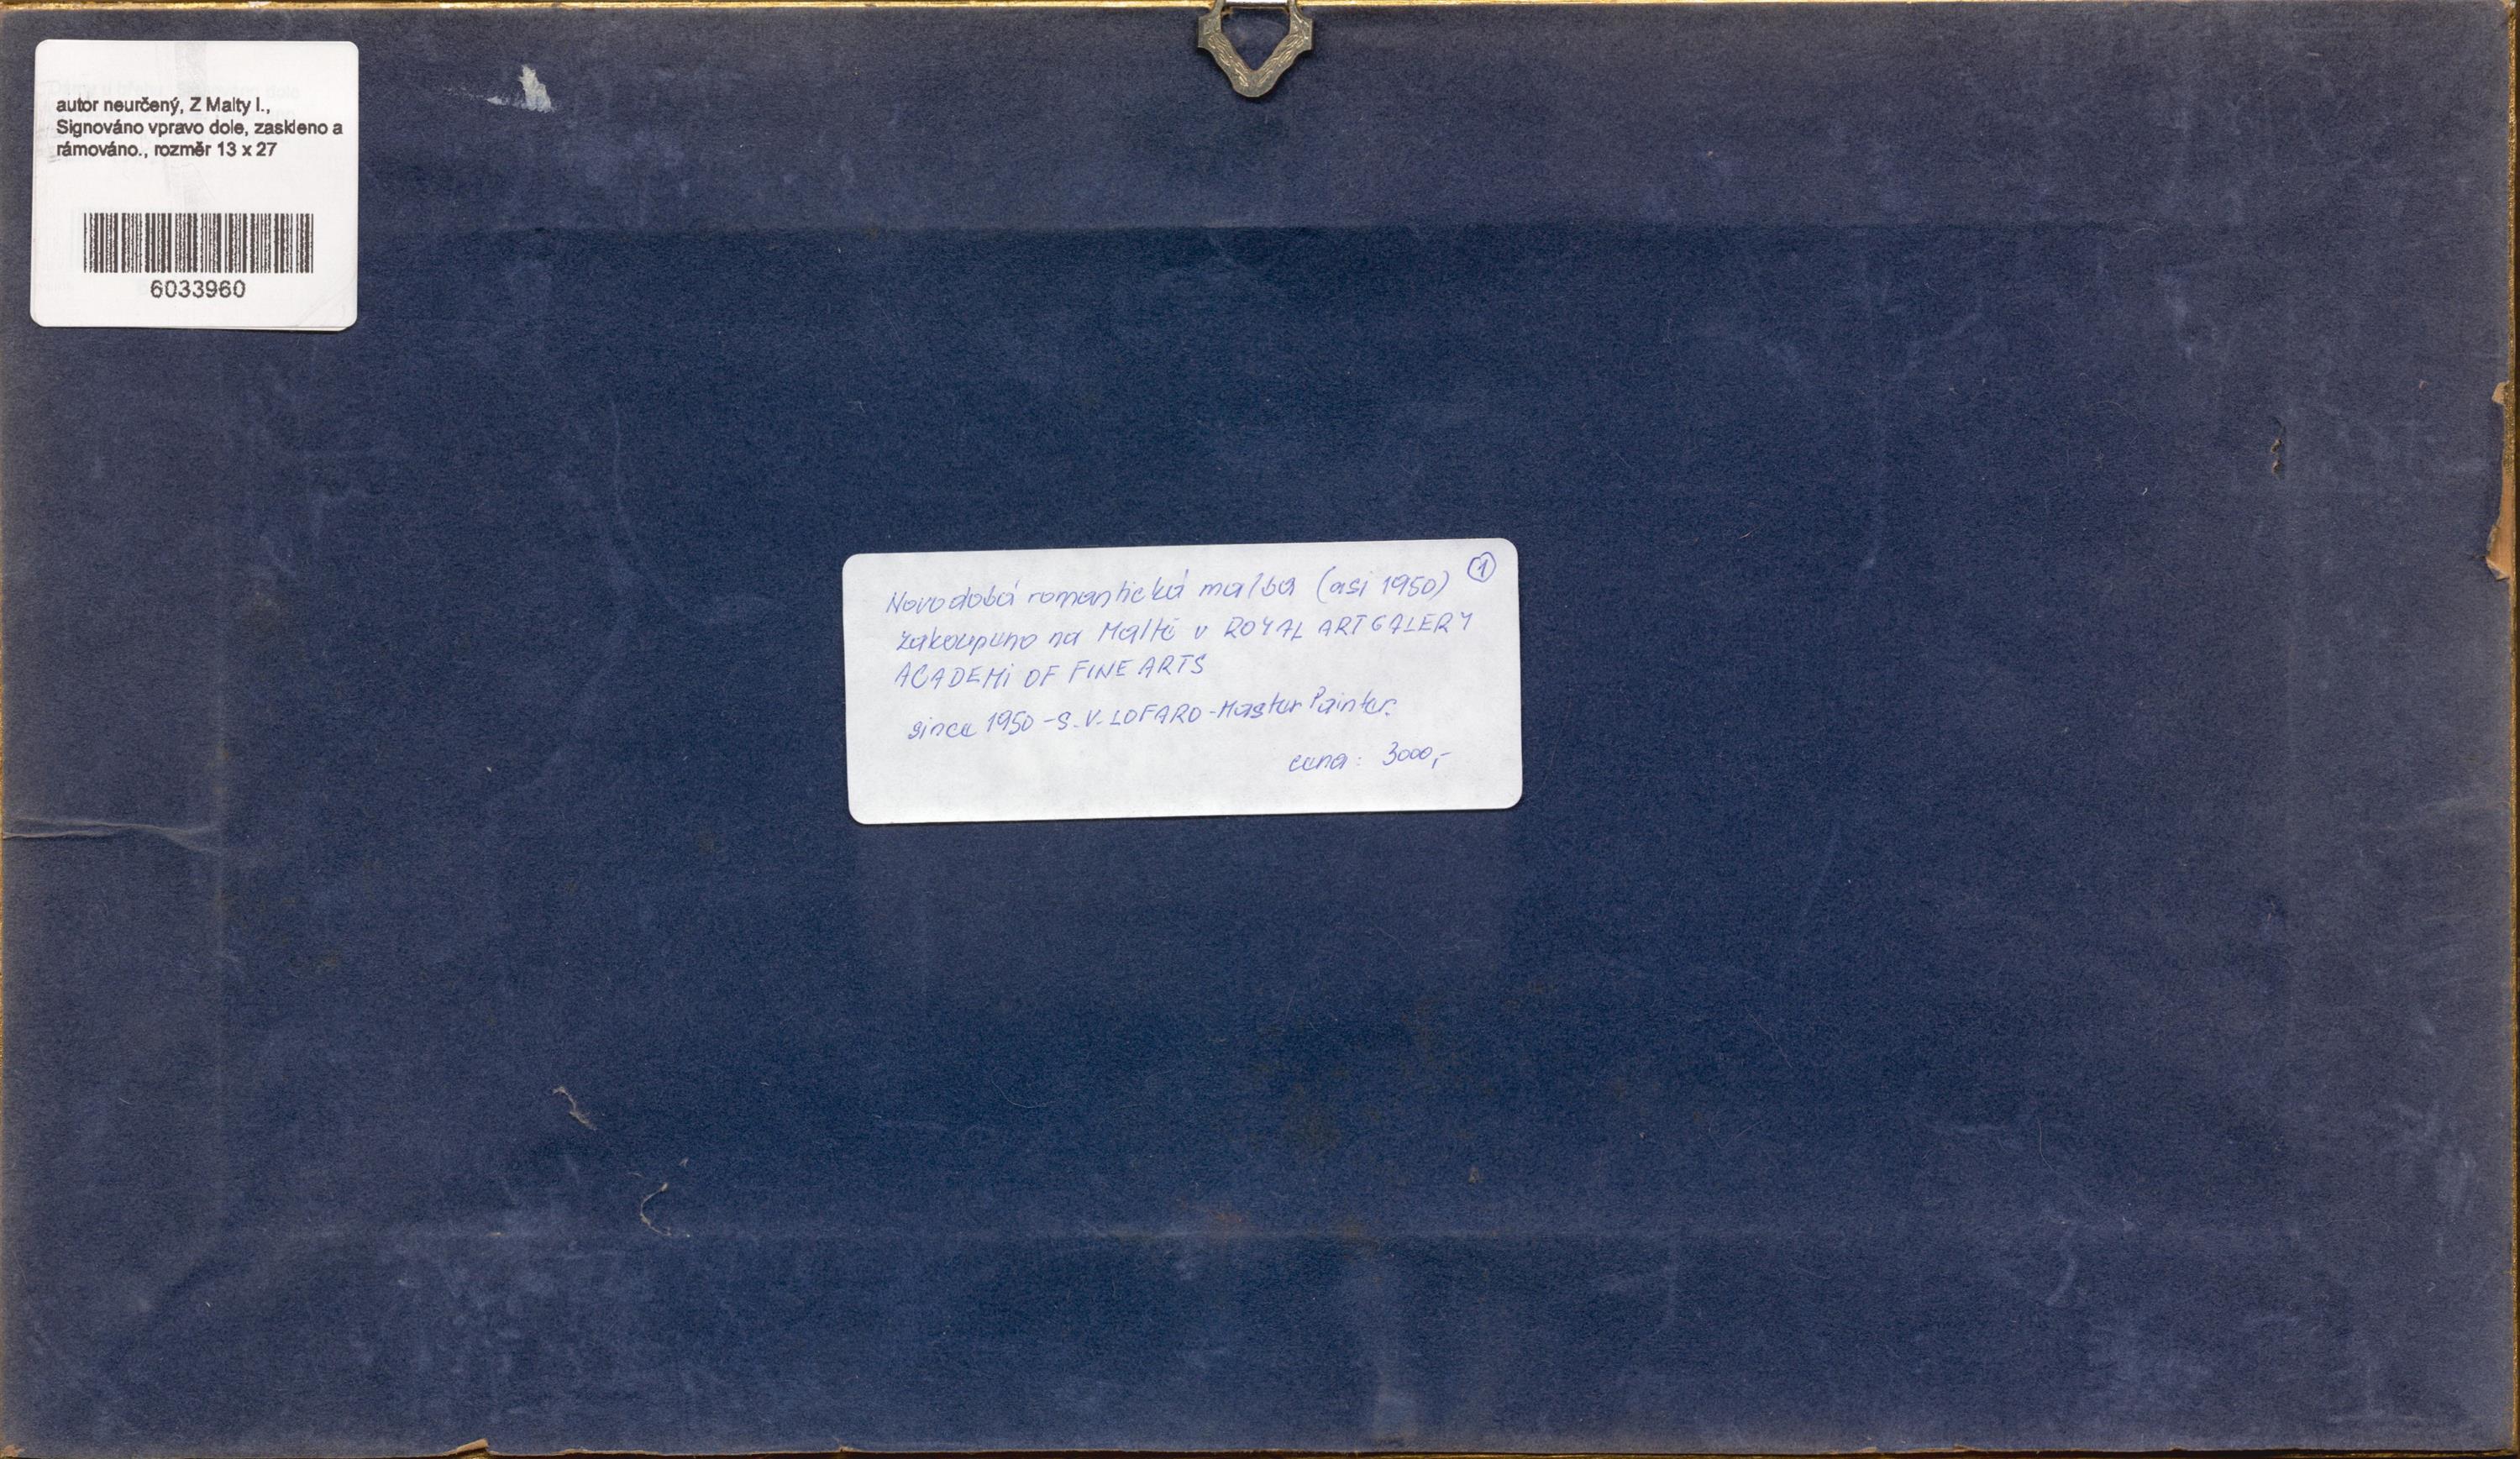 autor neurčený, Z Malty I.,
Signováno vpravo dole, zaskleno a
rámováno., rozměr 13 x 27
6033960
Novodobá romantická malba (asi 1950) 1
zakoupeno na Maltě v ROYAL ART GALERY
ACADEMi OF FINE ARTS
since 1950 - S. V. LOFARO - Master Painter.
cena: 3000,-